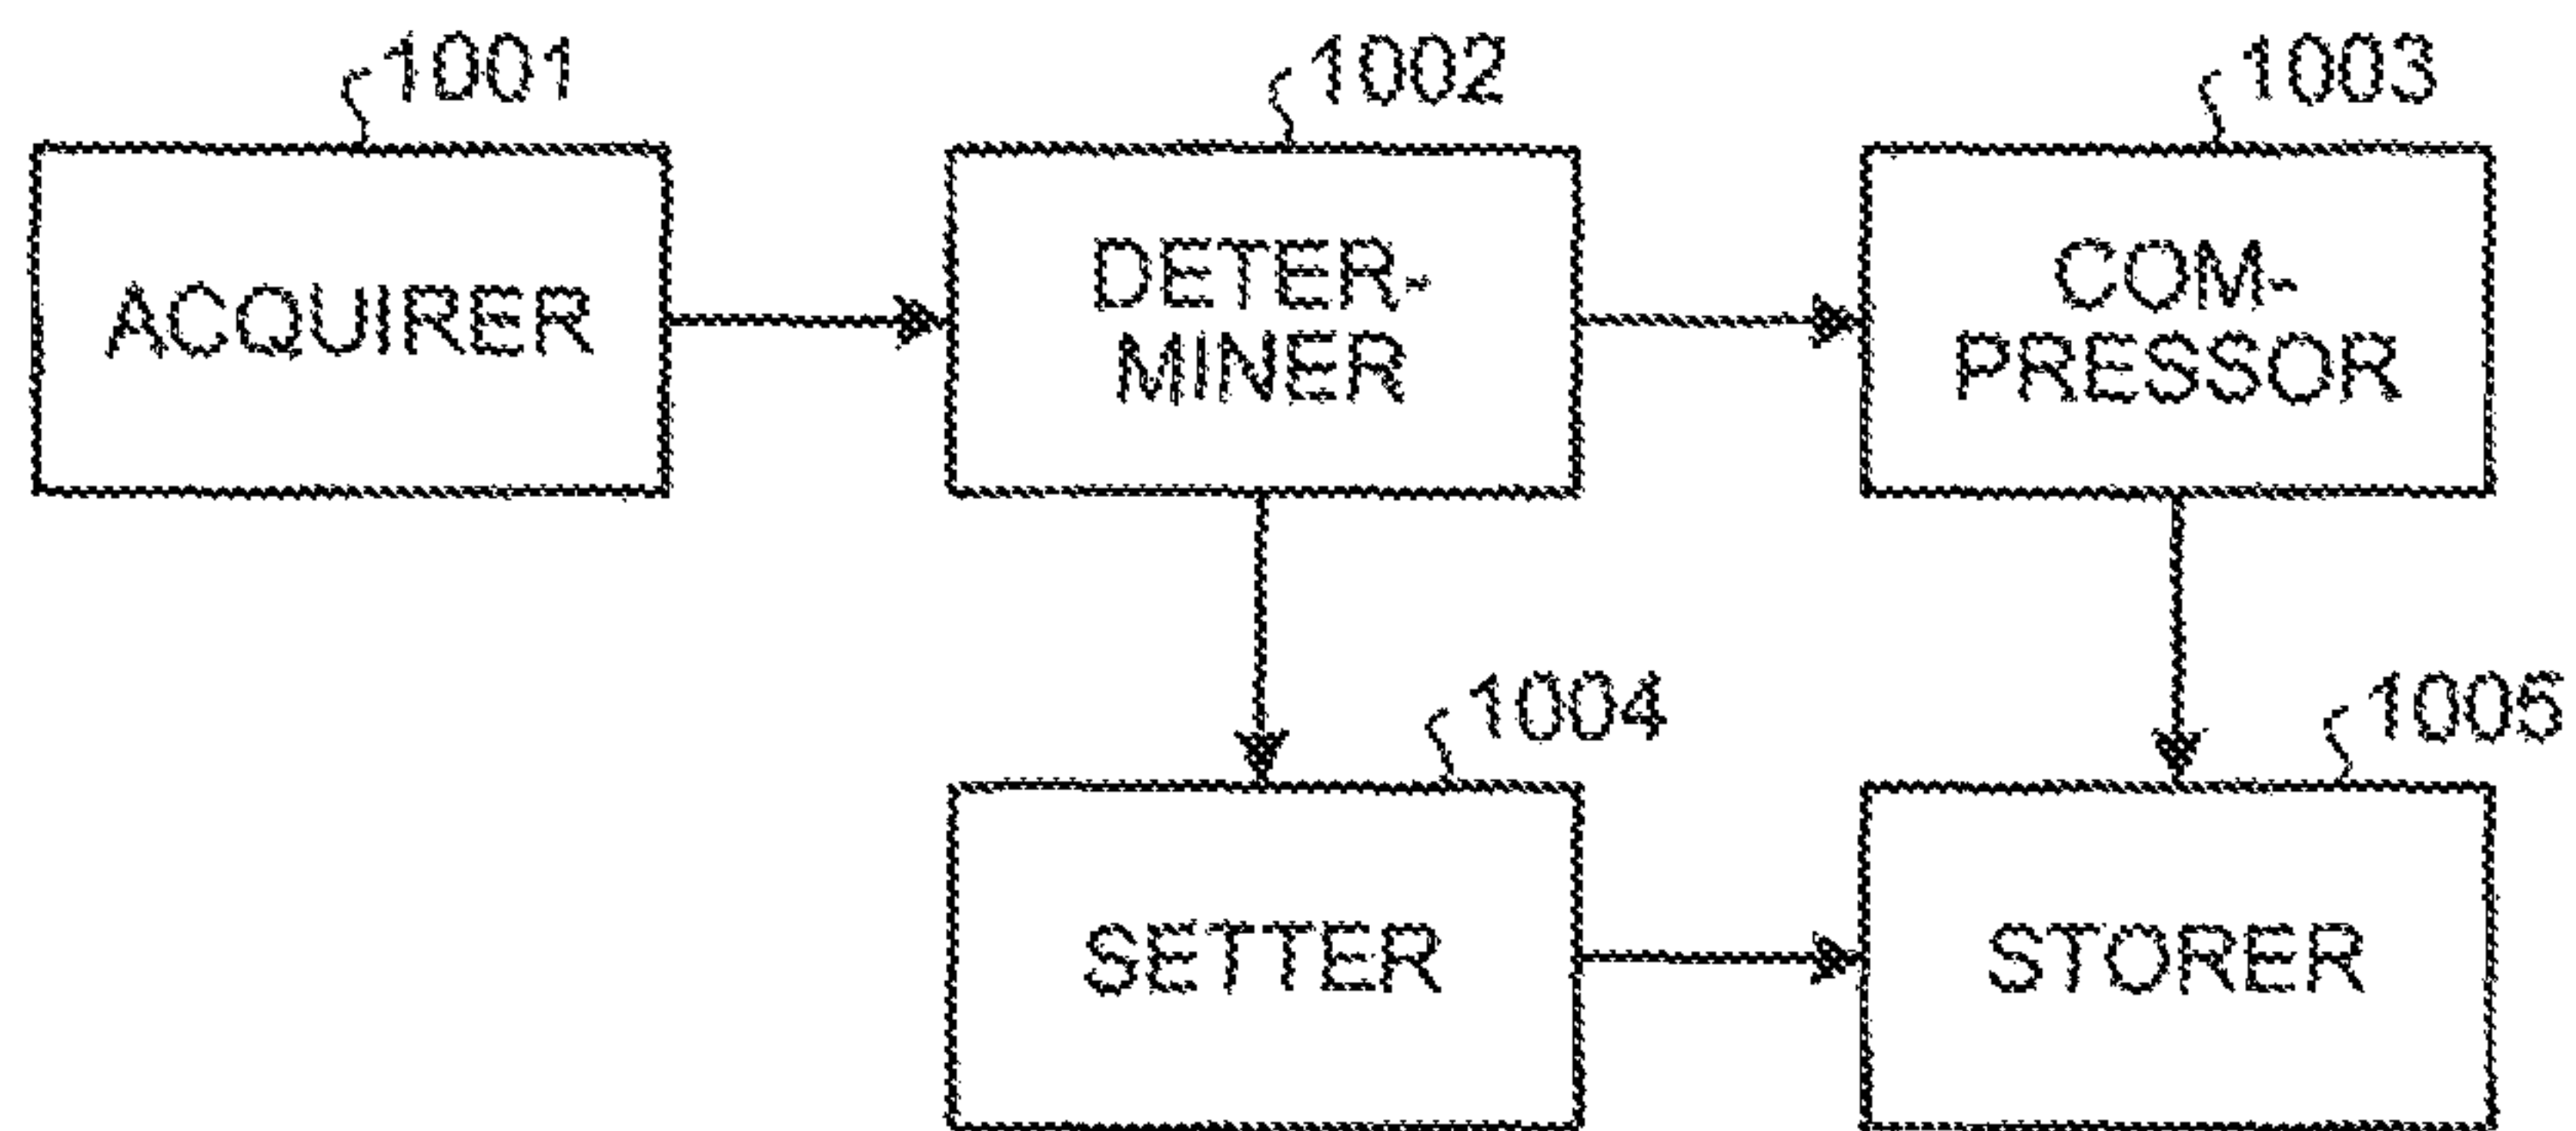 1001
1002
1003
ACQUIRER
DETER-
MINER
COM-
PRESSOR
1004
1005
SETTER
STORER